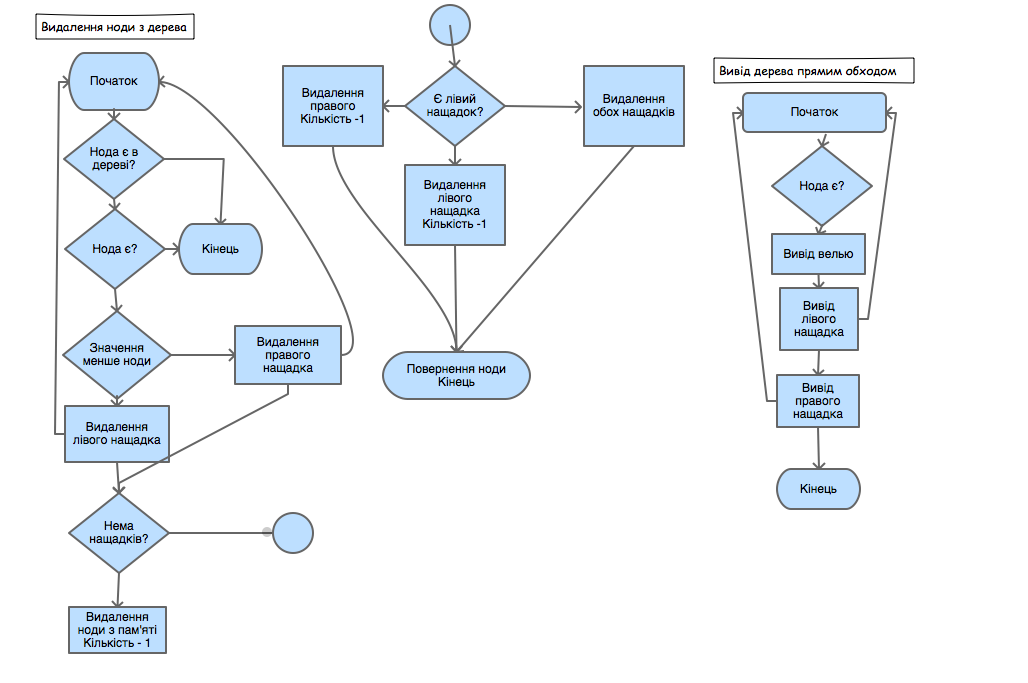 Видалення ноди з дерева
Початок
Нода є в
дереві?
Нода є?
Кінець
Значення
менше ноди
Видалення
правого
нащадка
Видалення
лівого нащадка
Нема
нащадків?
Видалення
ноди з пам'яті
Кількість - 1
Видалення
правого
Кількість -1
Є лівий
нащадок?
Видалення
обох нащадків
Видалення
лівого
нащадка
Кількість -1
Повернення ноди
Кінець
Вивід дерева прямим обходом
Початок
Нода є?
Вивід велью
Вивід
лівого
нащадка
Вивід
правого
нащадка
Кінець